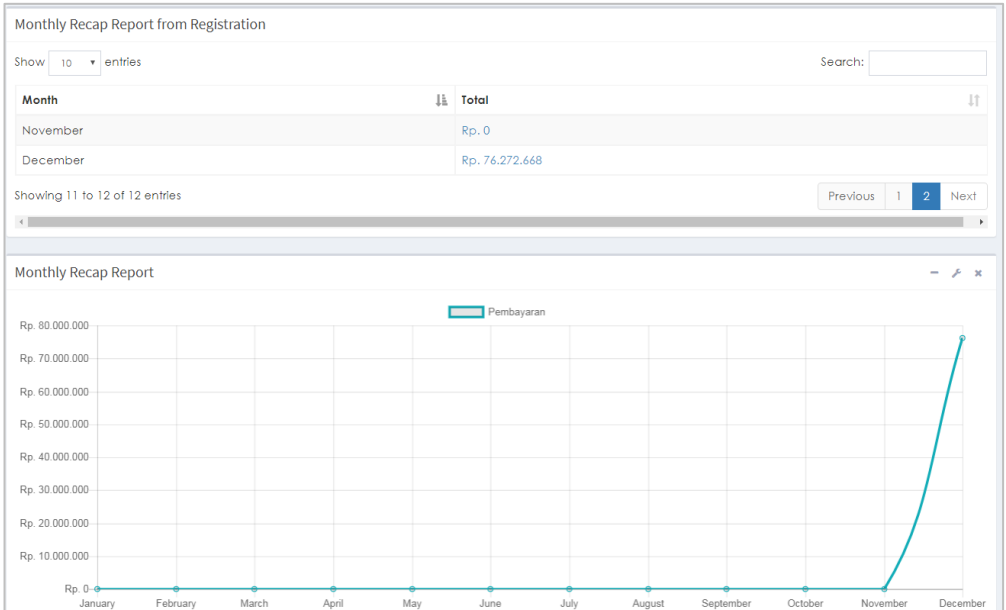 Monthly Recap Report from Registration
Show 10 entries Search:
Month Total
November Rp. 0
December Rp. 76.272.668
Showing 11 to 12 of 12 entries Previous 1 2 Next
Monthly Recap Report
Pembayaran
Rp. 80.000.000
Rp. 70.000.000
Rp. 60.000.000
Rp. 50.000.000
Rp. 40.000.000
Rp. 30.000.000
Rp. 20.000.000
Rp. 10.000.000
Rp. 0
January February March April May June July August September October November December